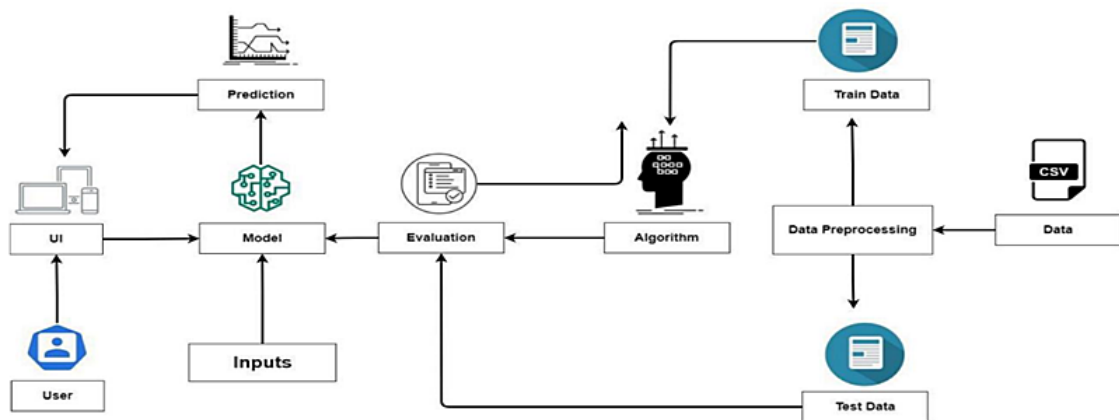 Prediction
Train Data
CSV
UI
Model
Evaluation
Algorithm
Data Preprocessing
Data
Inputs
User
Test Data